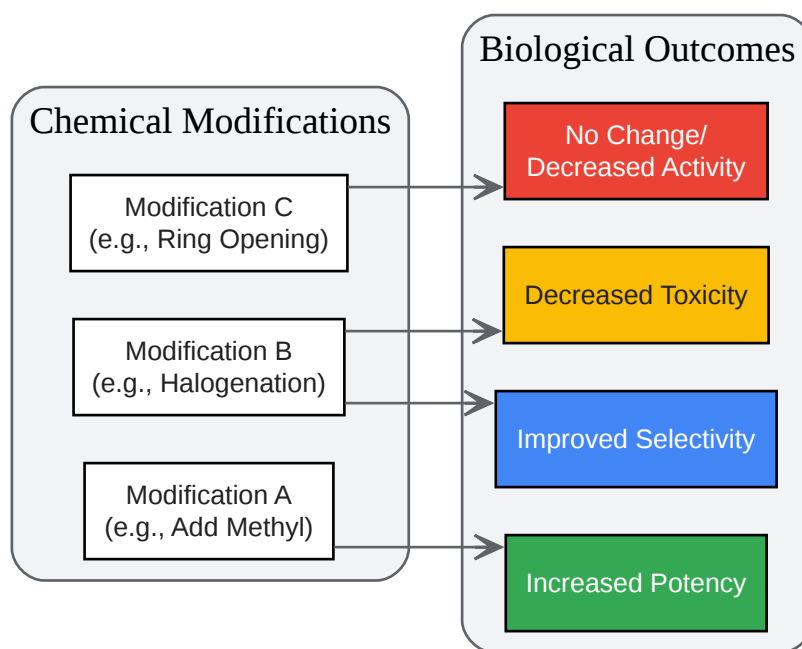 Chemical Modifications
Modification C
(e.g., Ring Opening)
Modification B
(e.g., Halogenation)
Modification A
(e.g., Add Methyl)
Biological Outcomes
No Change/
Decreased Activity
Decreased Toxicity
Improved Selectivity
Increased Potency